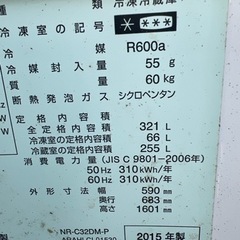 種類 冷凍冷蔵庫
冷凍室の記号 ****
冷媒 R600a
冷媒封入量 55 g
質量 60 kg
断熱発泡ガス シクロペンタン
定格内容積
全定格内容積 321 L
冷凍室の内容積 66 L
冷蔵室の内容積 255 L
消費電力量 (JIS C 9801-2006年)
50Hz 310kWh/年
60Hz 310kWh/年
外形寸法 幅 590 mm
奥行 683 mm
高さ 1601 mm
NR-C32DM-P
2015年製